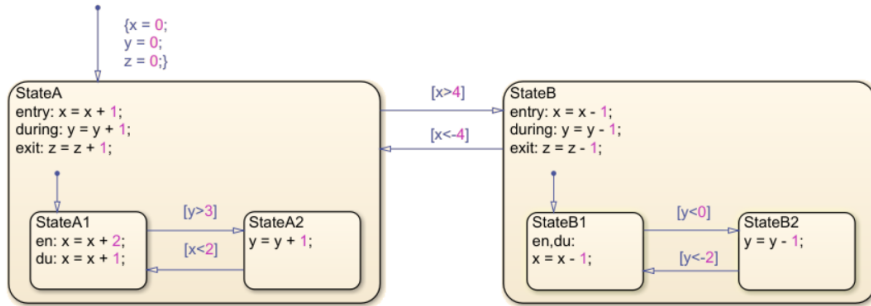 {x = 0;
y = 0;
z = 0;}
StateA
entry: x = x + 1;
during: y = y + 1;
exit: z = z + 1;
[x>4]
[x<-4]
StateB
entry: x = x - 1;
during: y = y - 1;
exit: z = z - 1;
StateA1
en: x = x + 2;
du: x = x + 1;
[y>3]
[x<2]
StateA2
y = y + 1;
StateB1
en,du:
x = x - 1;
[y<0]
[y<-2]
StateB2
y = y - 1;